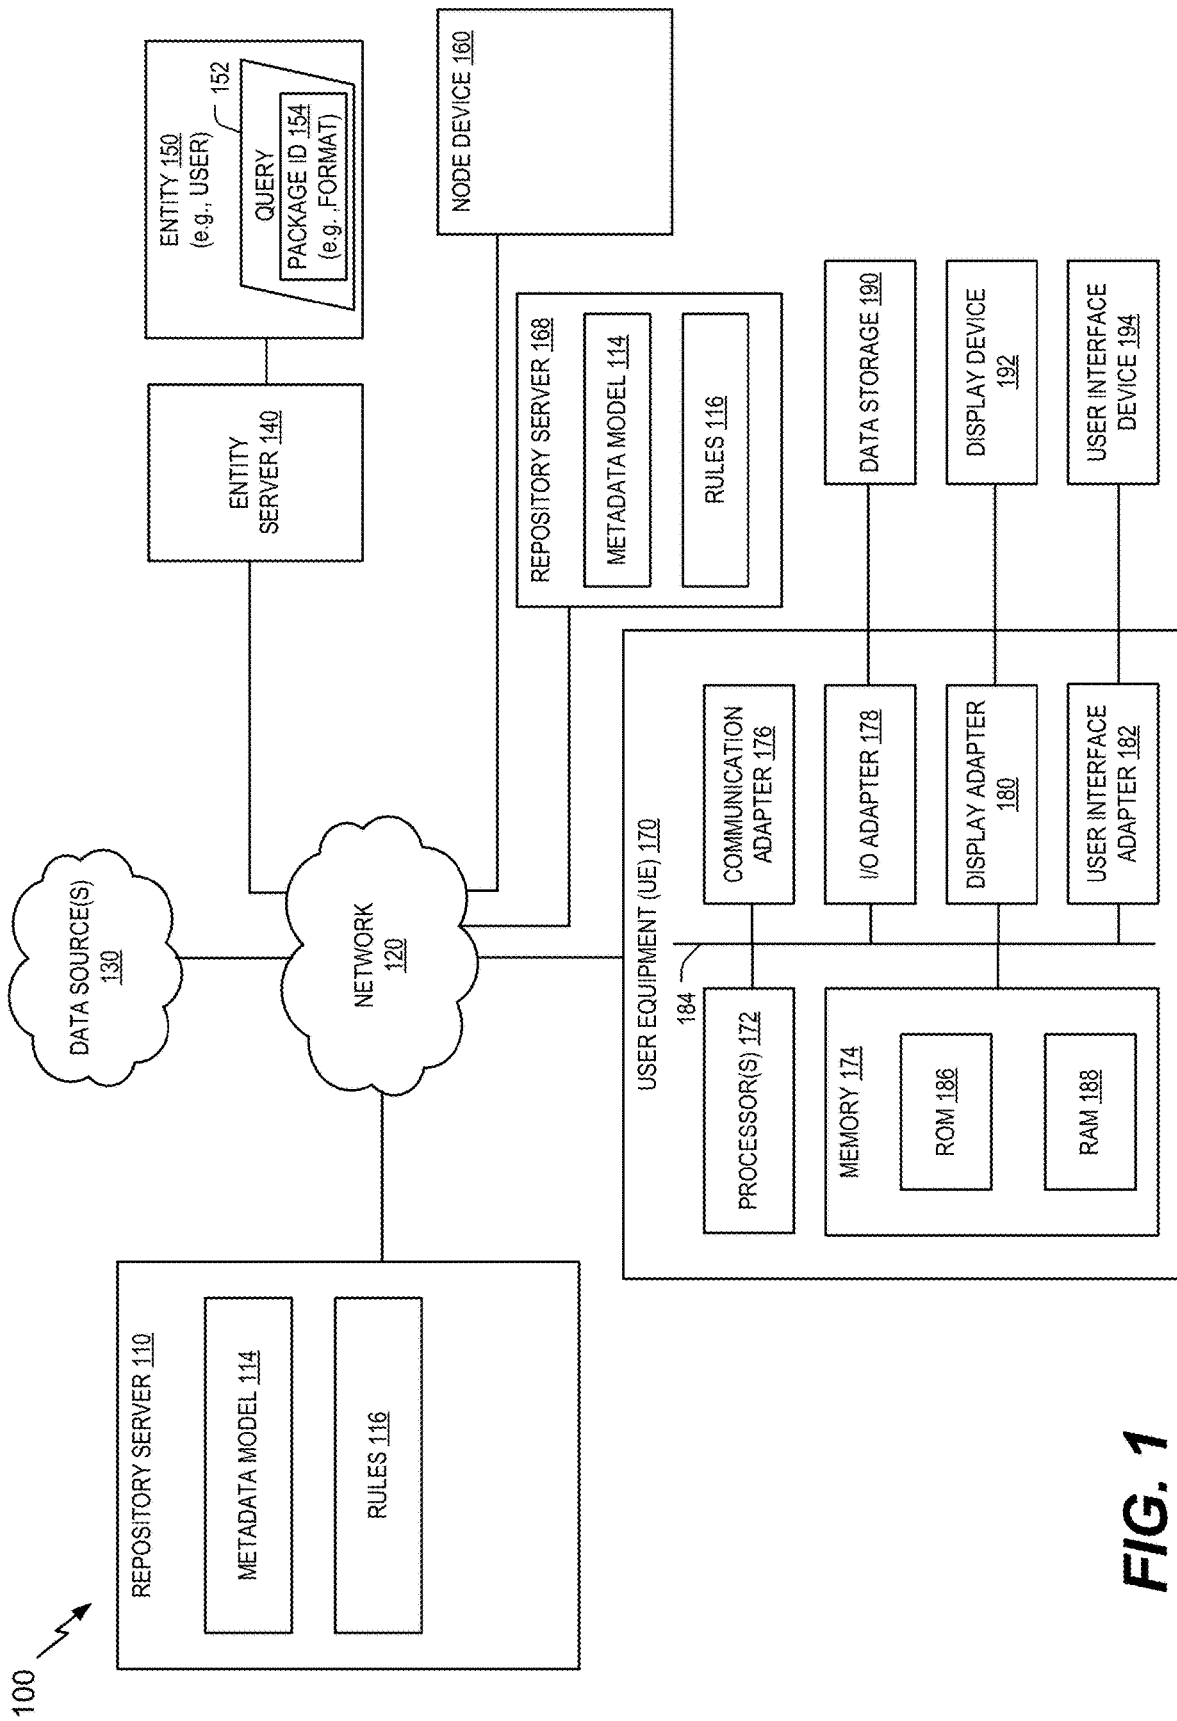 100
REPOSITORY SERVER 110
METADATA MODEL 114
RULES 116
DATA SOURCE(S)
130
NETWORK
120
ENTITY
SERVER 140
ENTITY 150
(e.g., USER)
152
QUERY
PACKAGE ID 154
(e.g. ,FORMAT)
NODE DEVICE 160
REPOSITORY SERVER 168
METADATA MODEL 114
RULES 116
USER EQUIPMENT (UE) 170
184
PROCESSOR(S) 172
COMMUNICATION
ADAPTER 176
MEMORY 174
ROM 186
RAM 188
I/O ADAPTER 178
DISPLAY ADAPTER
180
USER INTERFACE
ADAPTER 182
DATA STORAGE 190
DISPLAY DEVICE
192
USER INTERFACE
DEVICE 194
FIG. 1